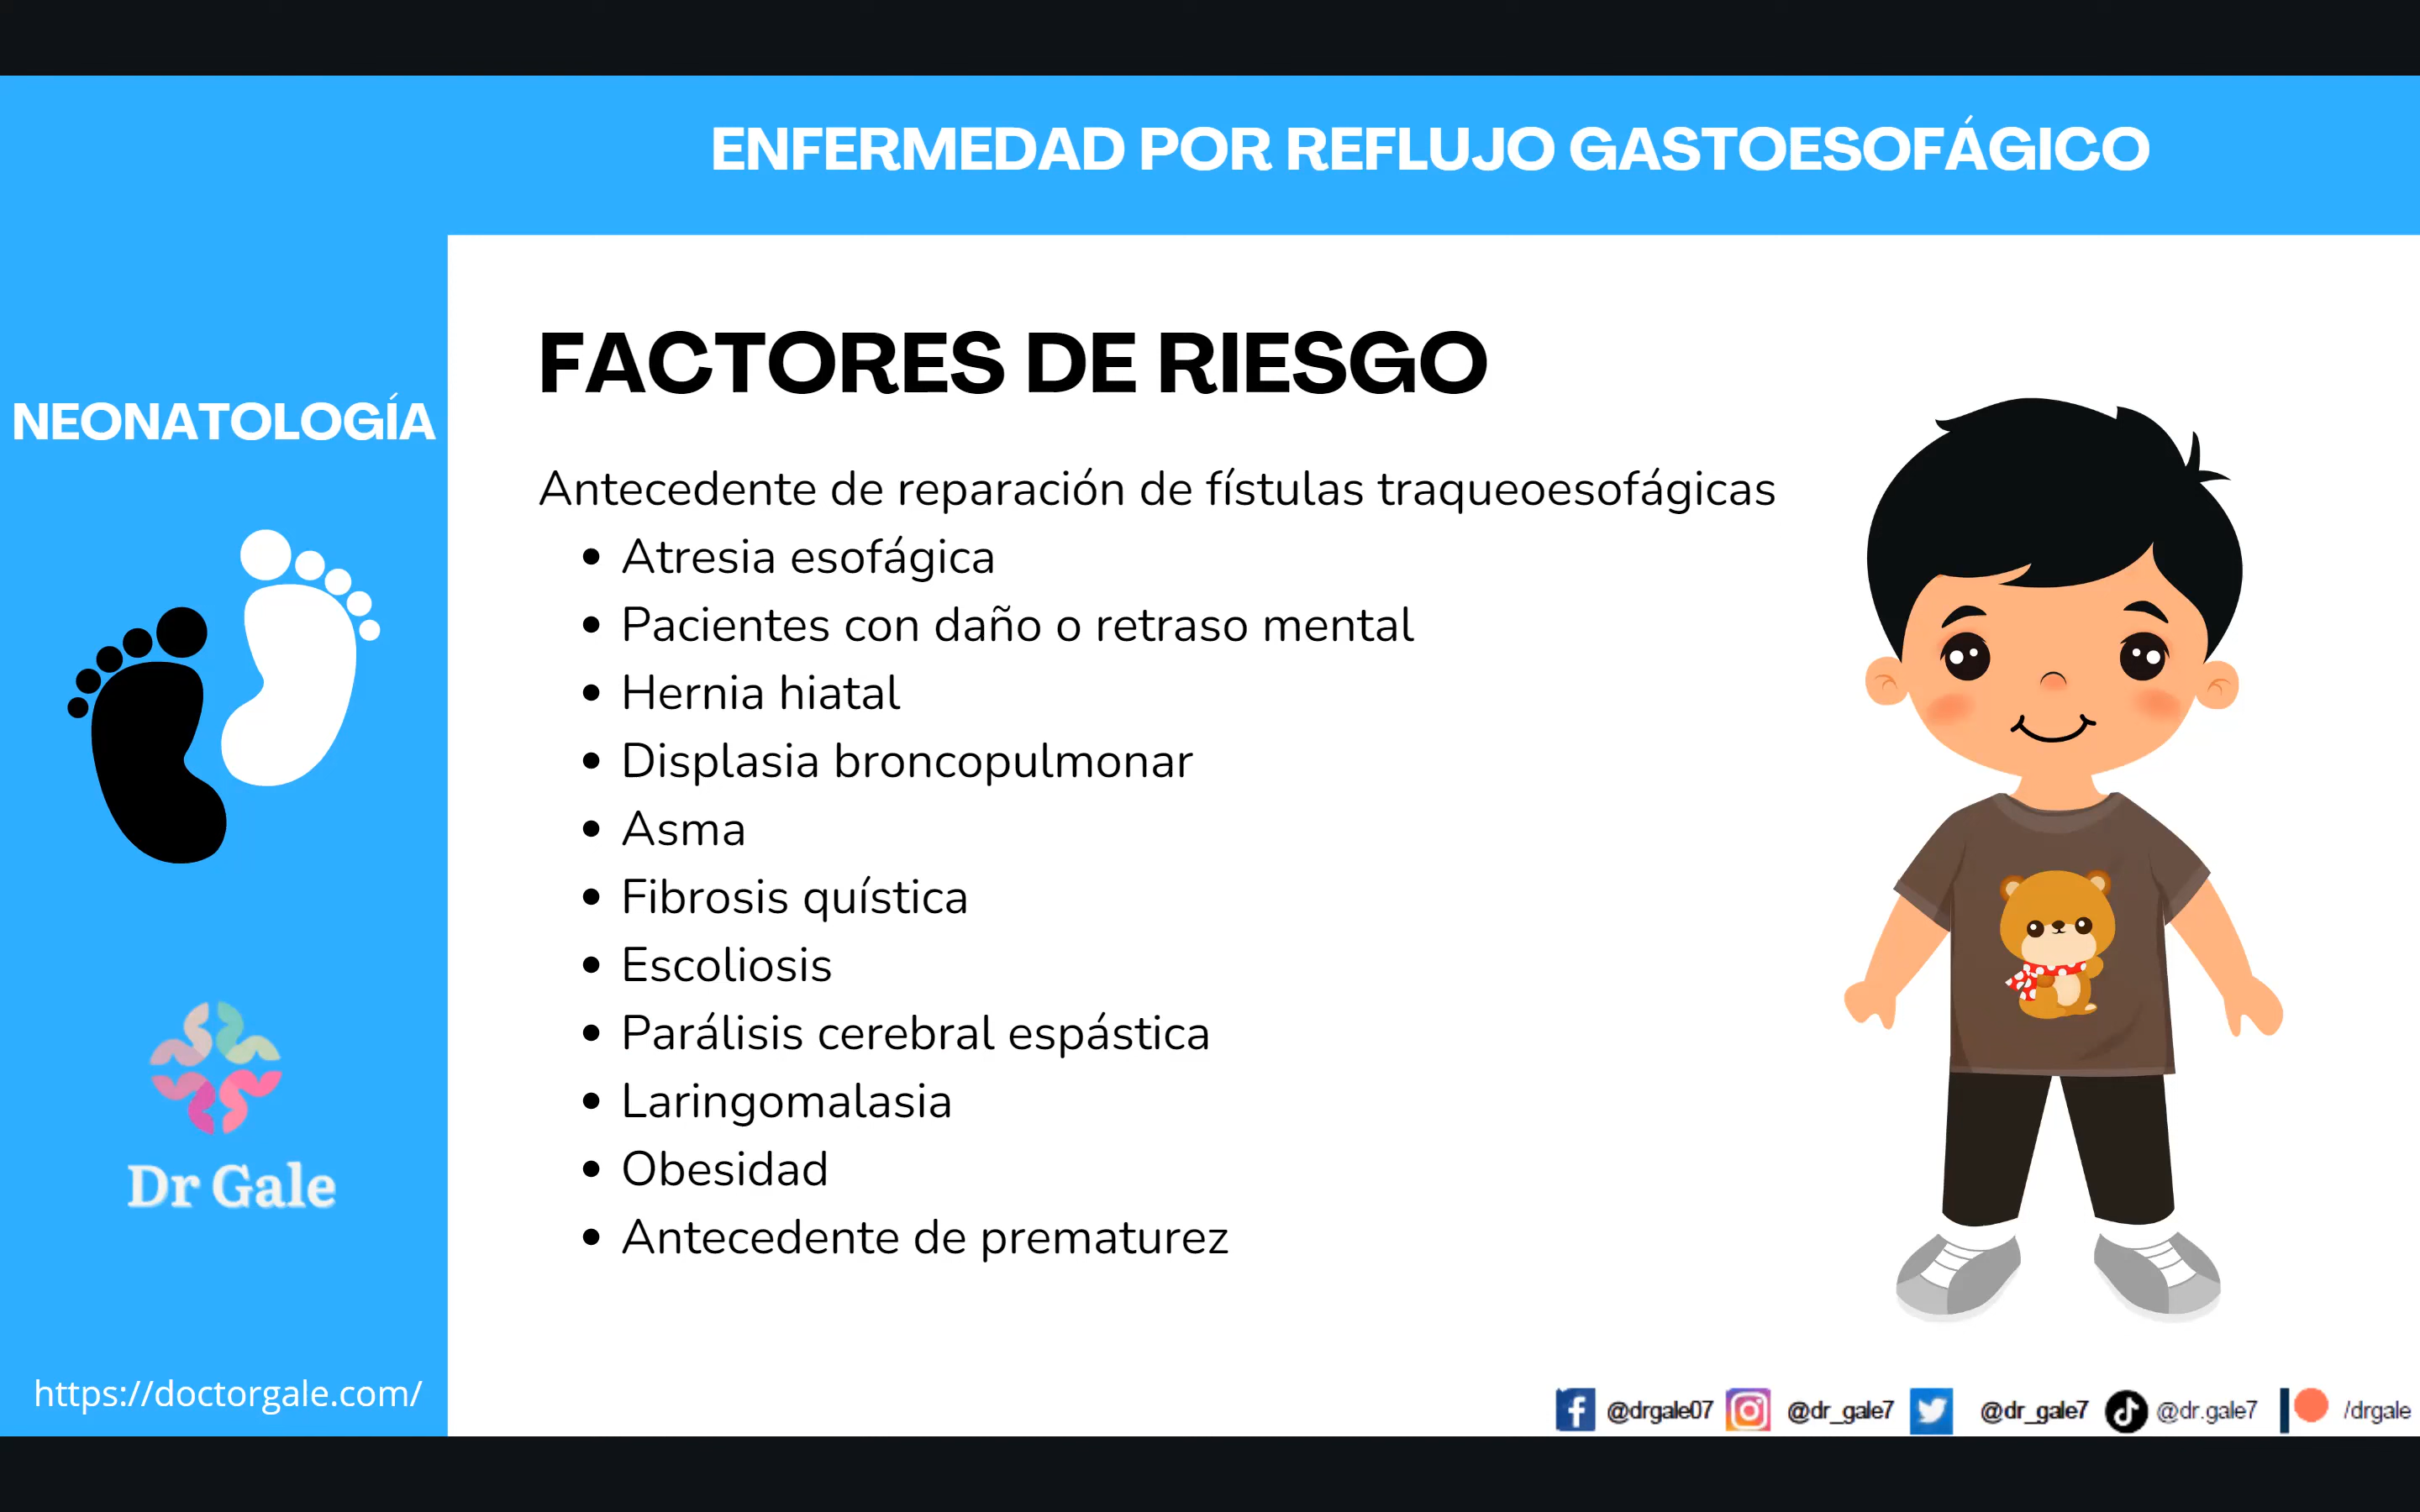 ENFERMEDAD POR REFLUJO GASTOESOFÁGICO
NEONATOLOGÍA
Dr Gale
https://doctorgale.com/
FACTORES DE RIESGO
Antecedente de reparación de fístulas traqueoesofágicas
• Atresia esofágica
• Pacientes con daño o retraso mental
• Hernia hiatal
• Displasia broncopulmonar
• Asma
• Fibrosis quística
• Escoliosis
• Parálisis cerebral espástica
• Laringomalasia
• Obesidad
• Antecedente de prematurez
@drgale07 @dr_gale7 @dr_gale7 @dr.gale7 /drgale